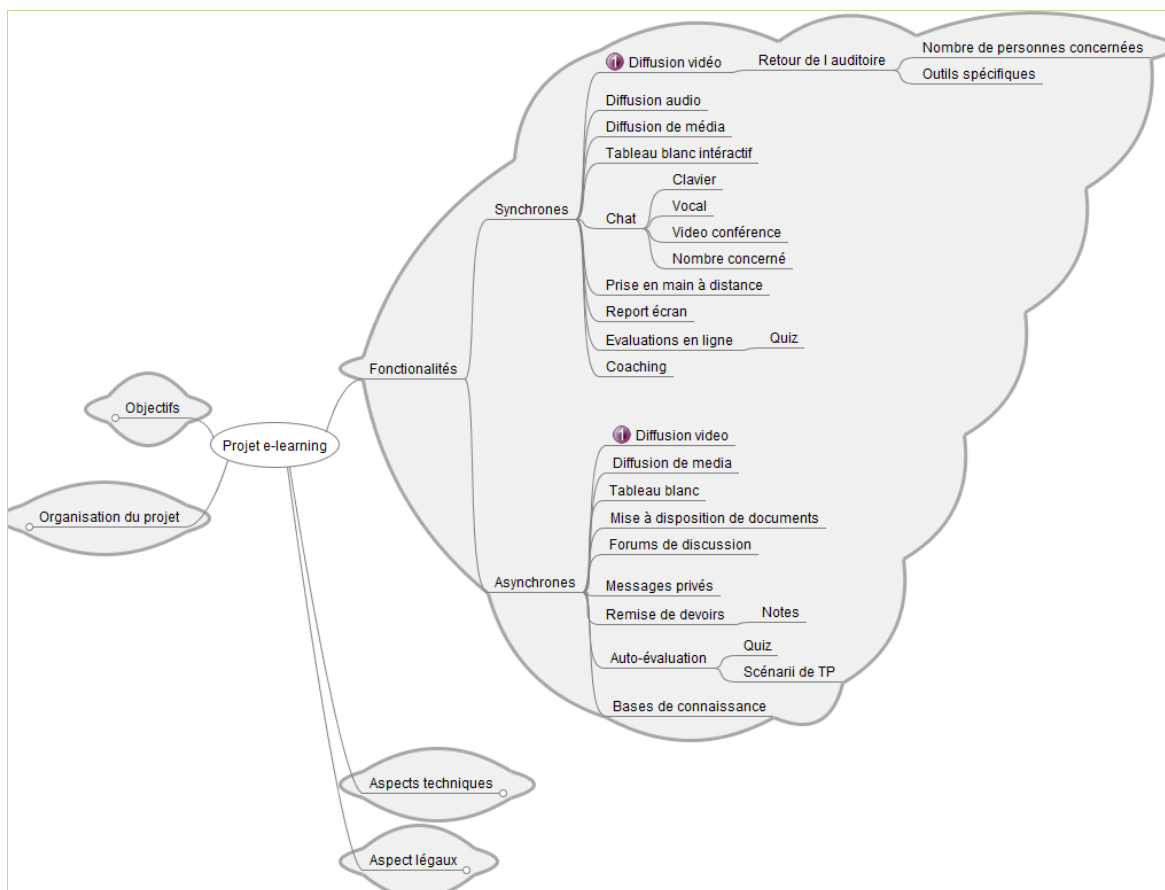 Projet e-learning
Objectifs
Organisation du projet
Fonctionalités
Synchrones
1 Diffusion vidéo
Retour de l auditoire
Nombre de personnes concernées
Outils spécifiques
Diffusion audio
Diffusion de média
Tableau blanc intéractif
Chat
Clavier
Vocal
Video conférence
Nombre concerné
Prise en main à distance
Report écran
Evaluations en ligne
Quiz
Coaching
Asynchrones
1 Diffusion video
Diffusion de media
Tableau blanc
Mise à disposition de documents
Forums de discussion
Messages privés
Remise de devoirs
Notes
Auto-évaluation
Quiz
Scénarii de TP
Bases de connaissance
Aspects techniques
Aspect légaux